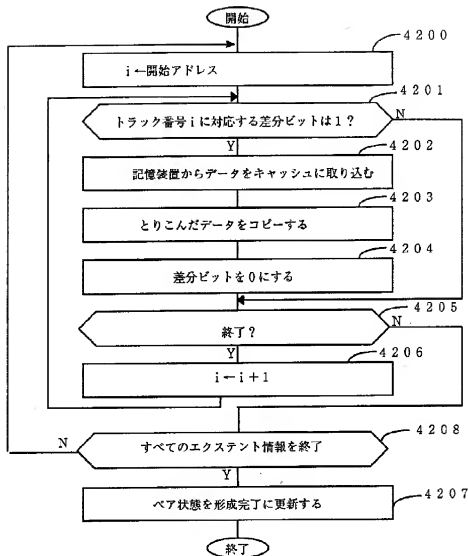 開始
4200
i←開始アドレス
4201
トラック番号iに対応する差分ビットは1?
N
Y
4202
記憶装置からデータをキャッシュに取り込む
4203
とりこんだデータをコピーする
4204
差分ビットを0にする
4205
終了?
N
Y
4206
i←i+1
4208
N
すべてのエクステント情報を終了
Y
4207
ペア状態を形成完了に更新する
終了